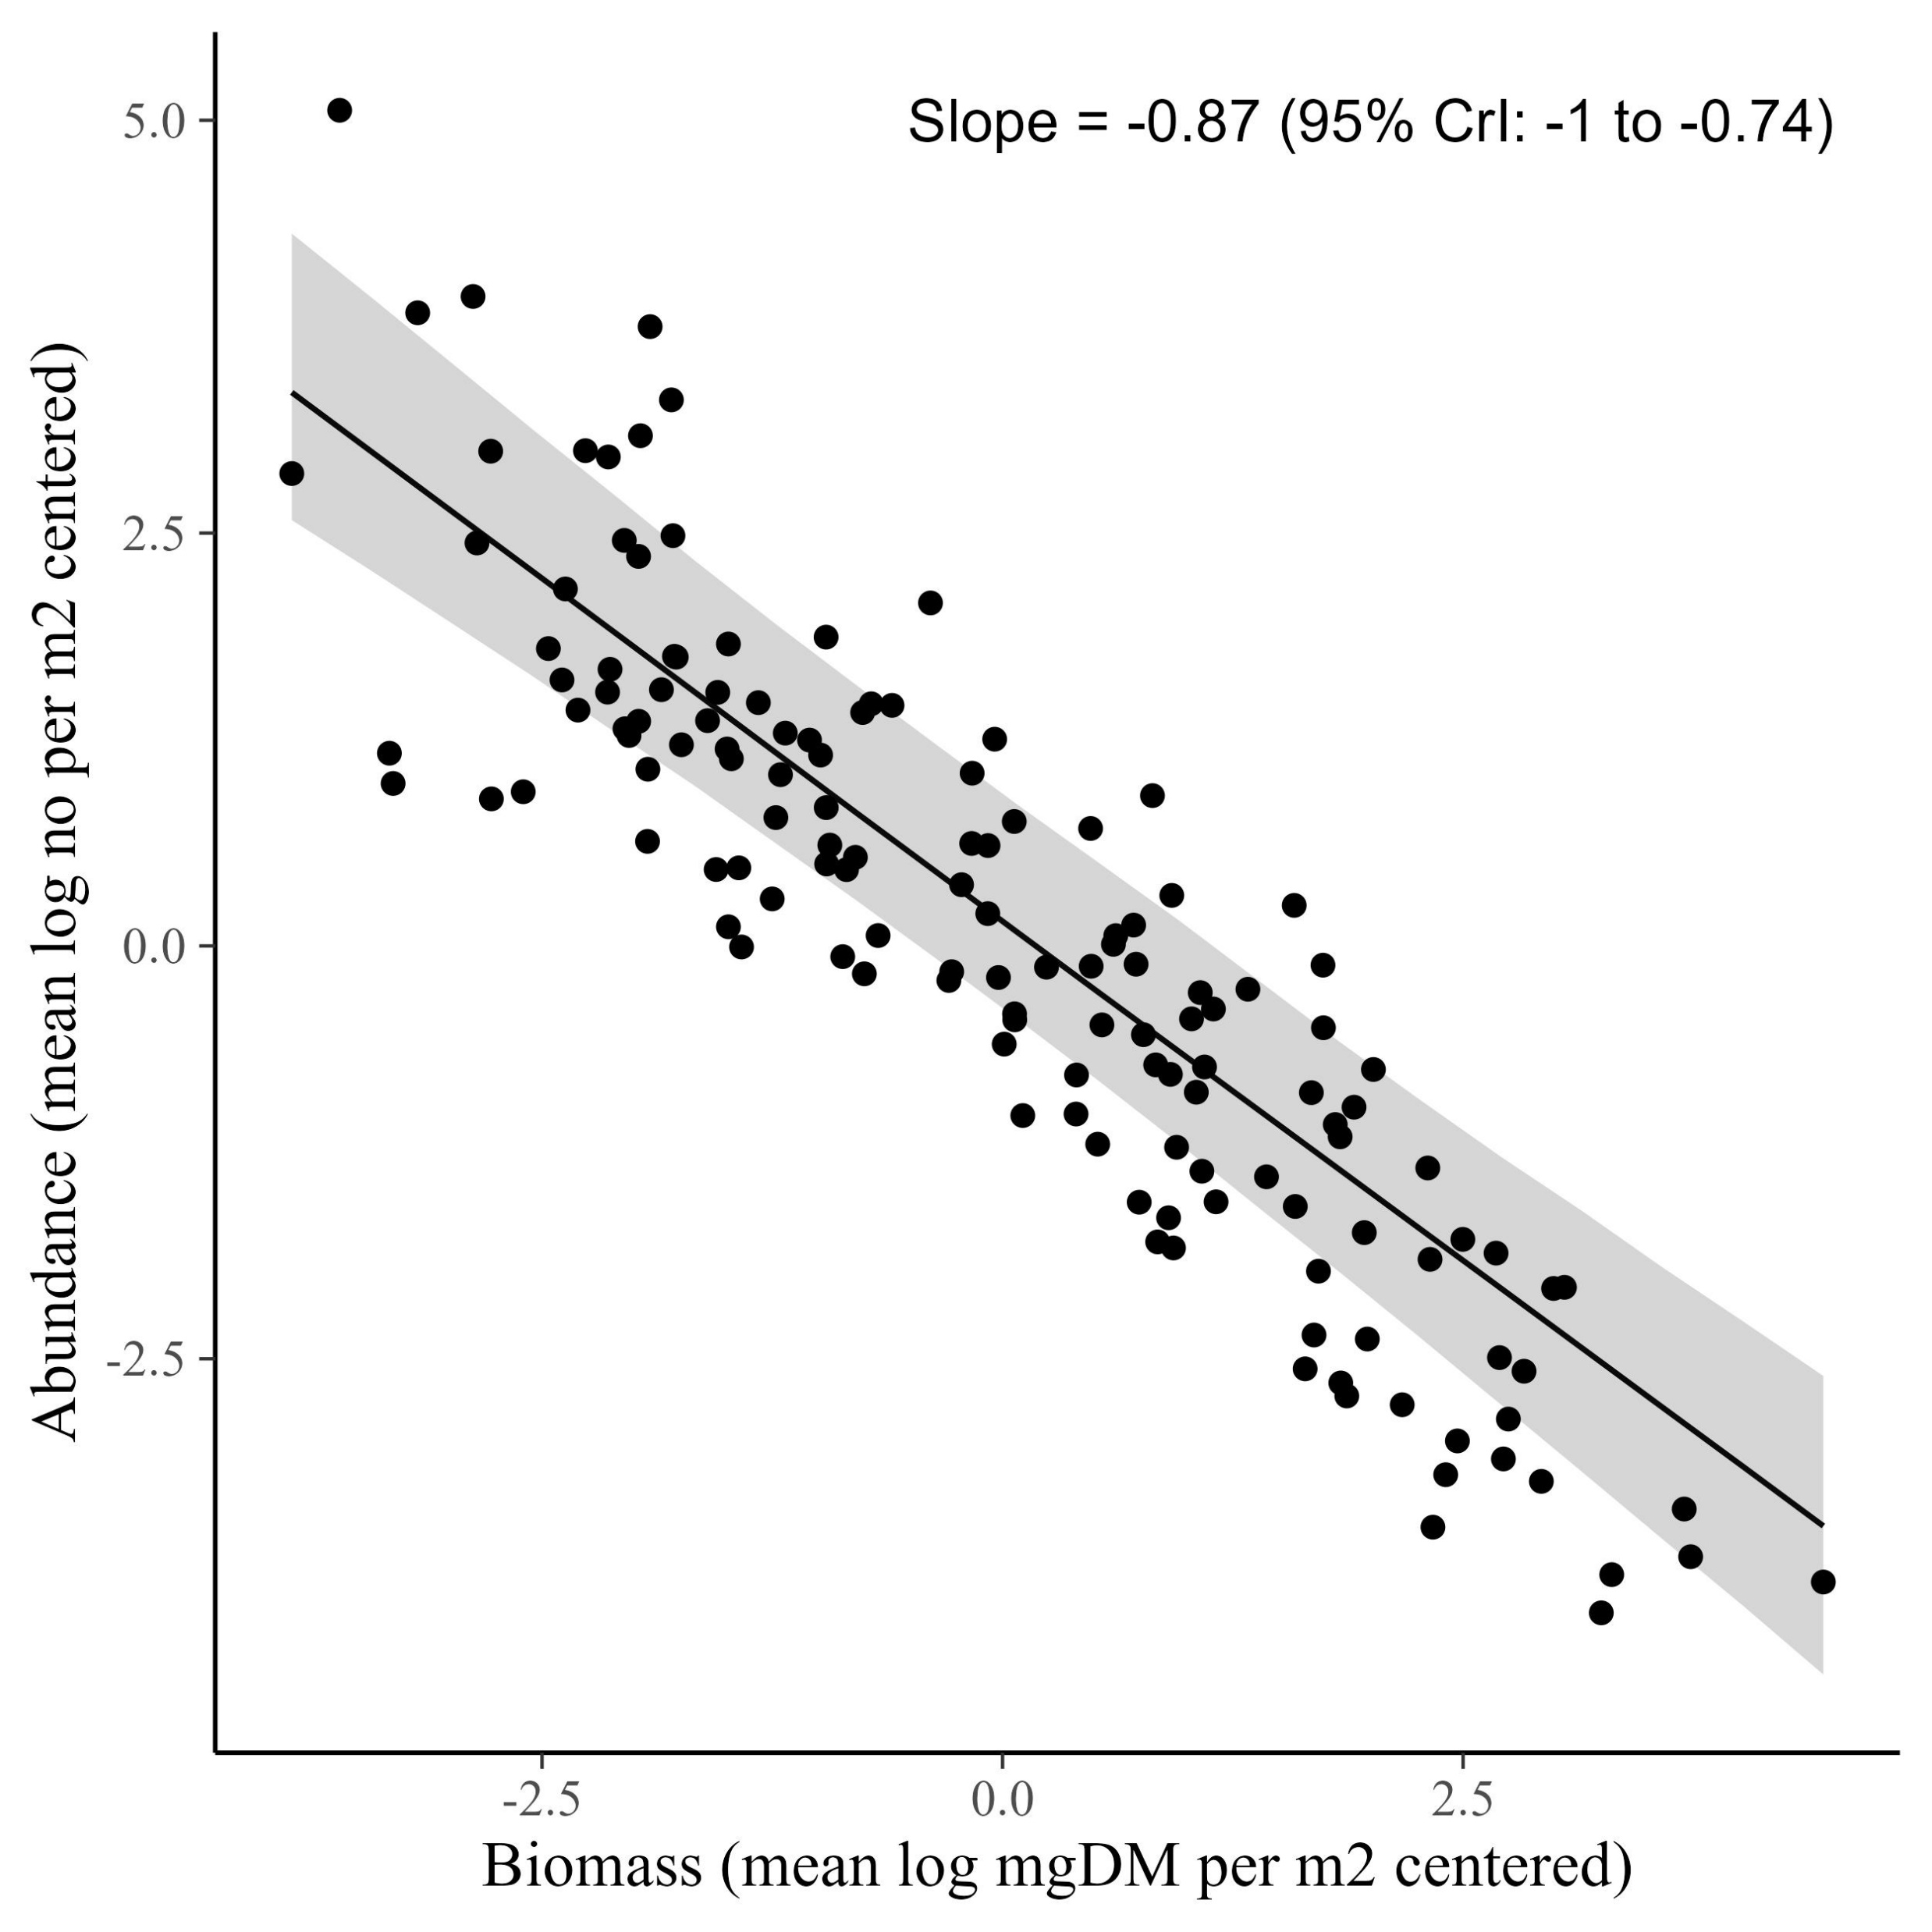 Slope = -0.87 (95% CrI: -1 to -0.74)
Abundance (mean log no per m2 centered)
5.0
2.5
0.0
-2.5
-2.5
0.0
2.5
Biomass (mean log mgDM per m2 centered)